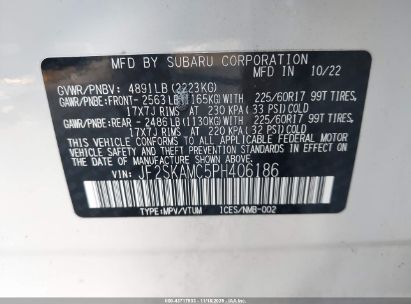 MFD BY SUBARU CORPORATION
GVWR/PNBV: 4891LB(2223KG) MADE IN 10/22
GAWR/PNBE:FRONT- 2563LB(1165KG)WITH 225/60R17 99T TIRES,
17X7J RIMS AT 230 KPA( 33 PSI)COLD
GAWR/PNBE:REAR - 2486LB(1130KG)WITH 225/60R17 99T TIRES,
17X7J RIMS AT 220 KPA( 32 PSI)COLD
THIS VEHICLE CONFORMS TO ALL APPLICABLE FEDERAL MOTOR
VEHICLE SAFETY, BUMPER, AND THEFT PREVENTION STANDARDS
IN EFFECT ON THE DATE OF MANUFACTURE SHOWN ABOVE.
VIN: JF2SKAMC5PH406186
TYPE:MPV/VTUM ICES/NMB-002